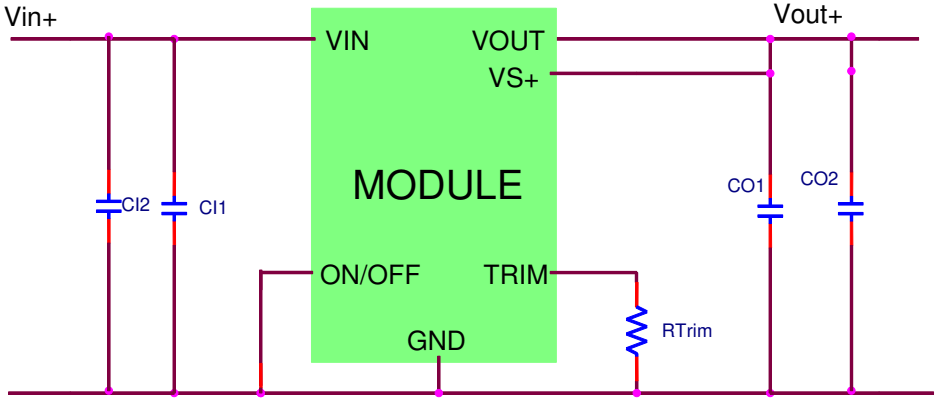 Vin+
Vout+
VIN
VOUT
VS+
MODULE
CI2
CI1
CO1
CO2
ON/OFF
TRIM
RTrim
GND